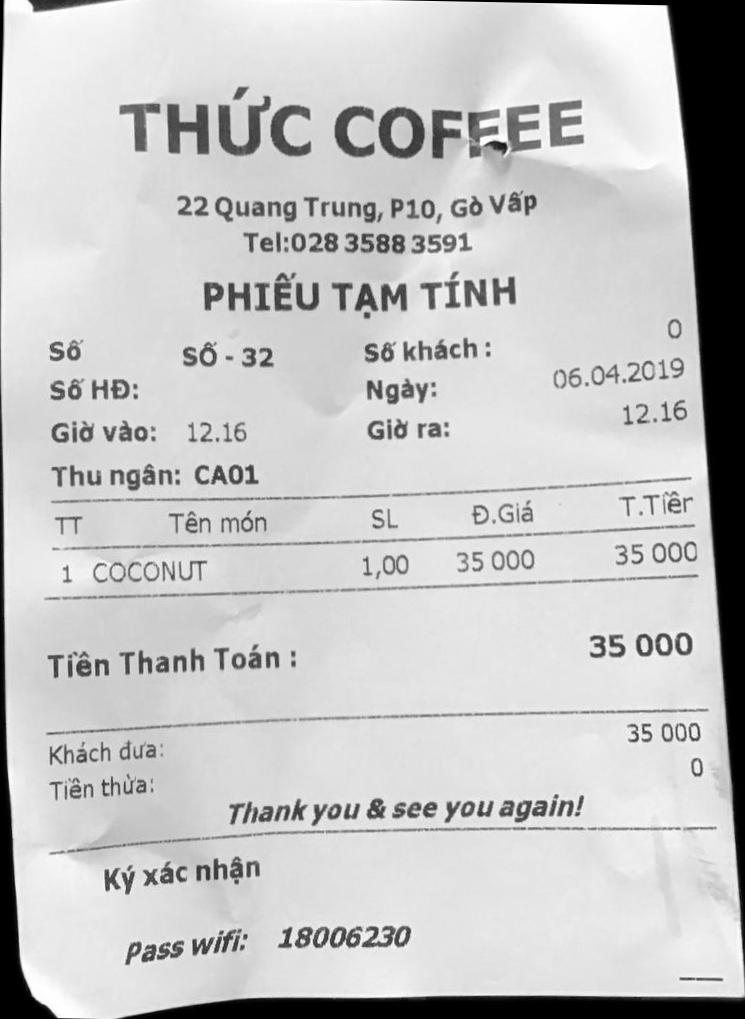 THỨC COFFEE
22 Quang Trung, P10, Gò Vấp
Tel:028 3588 3591
PHIẾU TẠM TÍNH
Số SỐ - 32 Số khách : 0
Số HĐ: Ngày: 06.04.2019
Giờ vào: 12.16 Giờ ra: 12.16
Thu ngân: CA01
TT Tên món SL Đ.Giá T.Tiền
1 COCONUT 1,00 35 000 35 000
Tiền Thanh Toán : 35 000
Khách đưa: 35 000
Tiền thừa: 0
Thank you & see you again!
Ký xác nhận
Pass wifi: 18006230